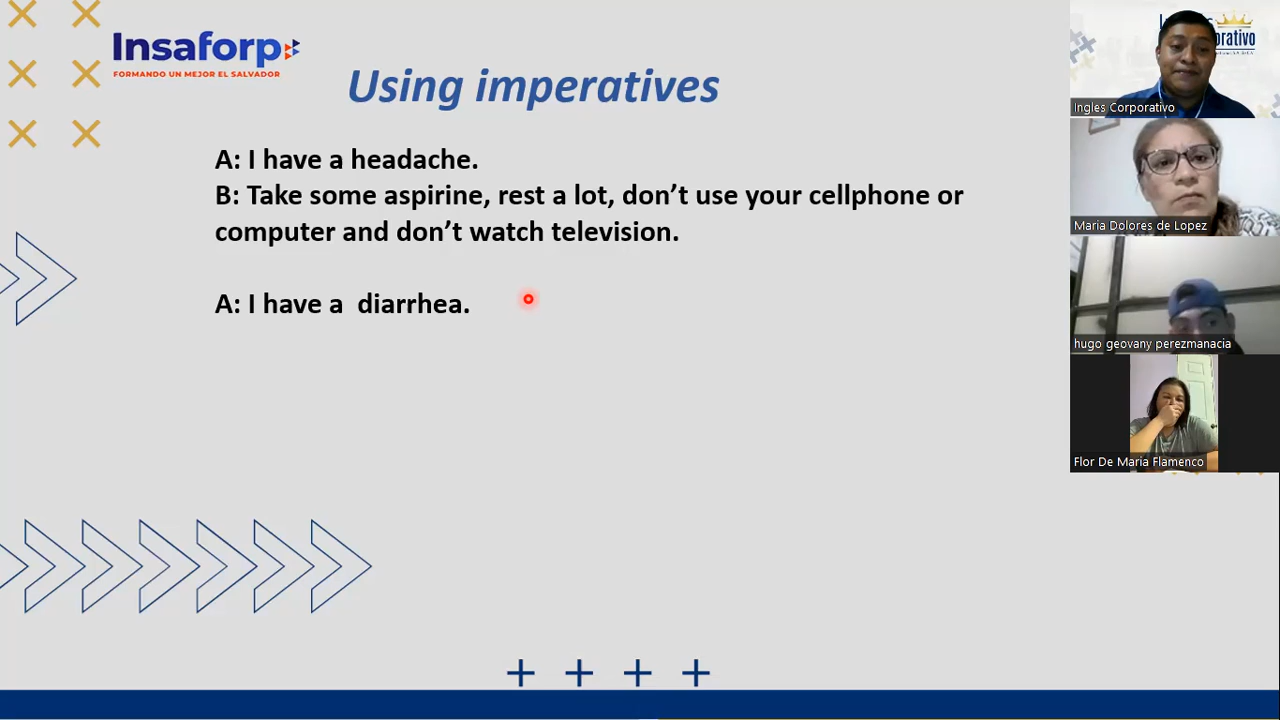 Insaforp
FORMANDO UN MEJOR EL SALVADOR
Using imperatives
A: I have a headache.
B: Take some aspirine, rest a lot, don’t use your cellphone or
computer and don’t watch television.
A: I have a  diarrhea.
Ingles Corporativo
Maria Dolores de Lopez
hugo geovany perezmanacia
Flor De Maria Flamenco